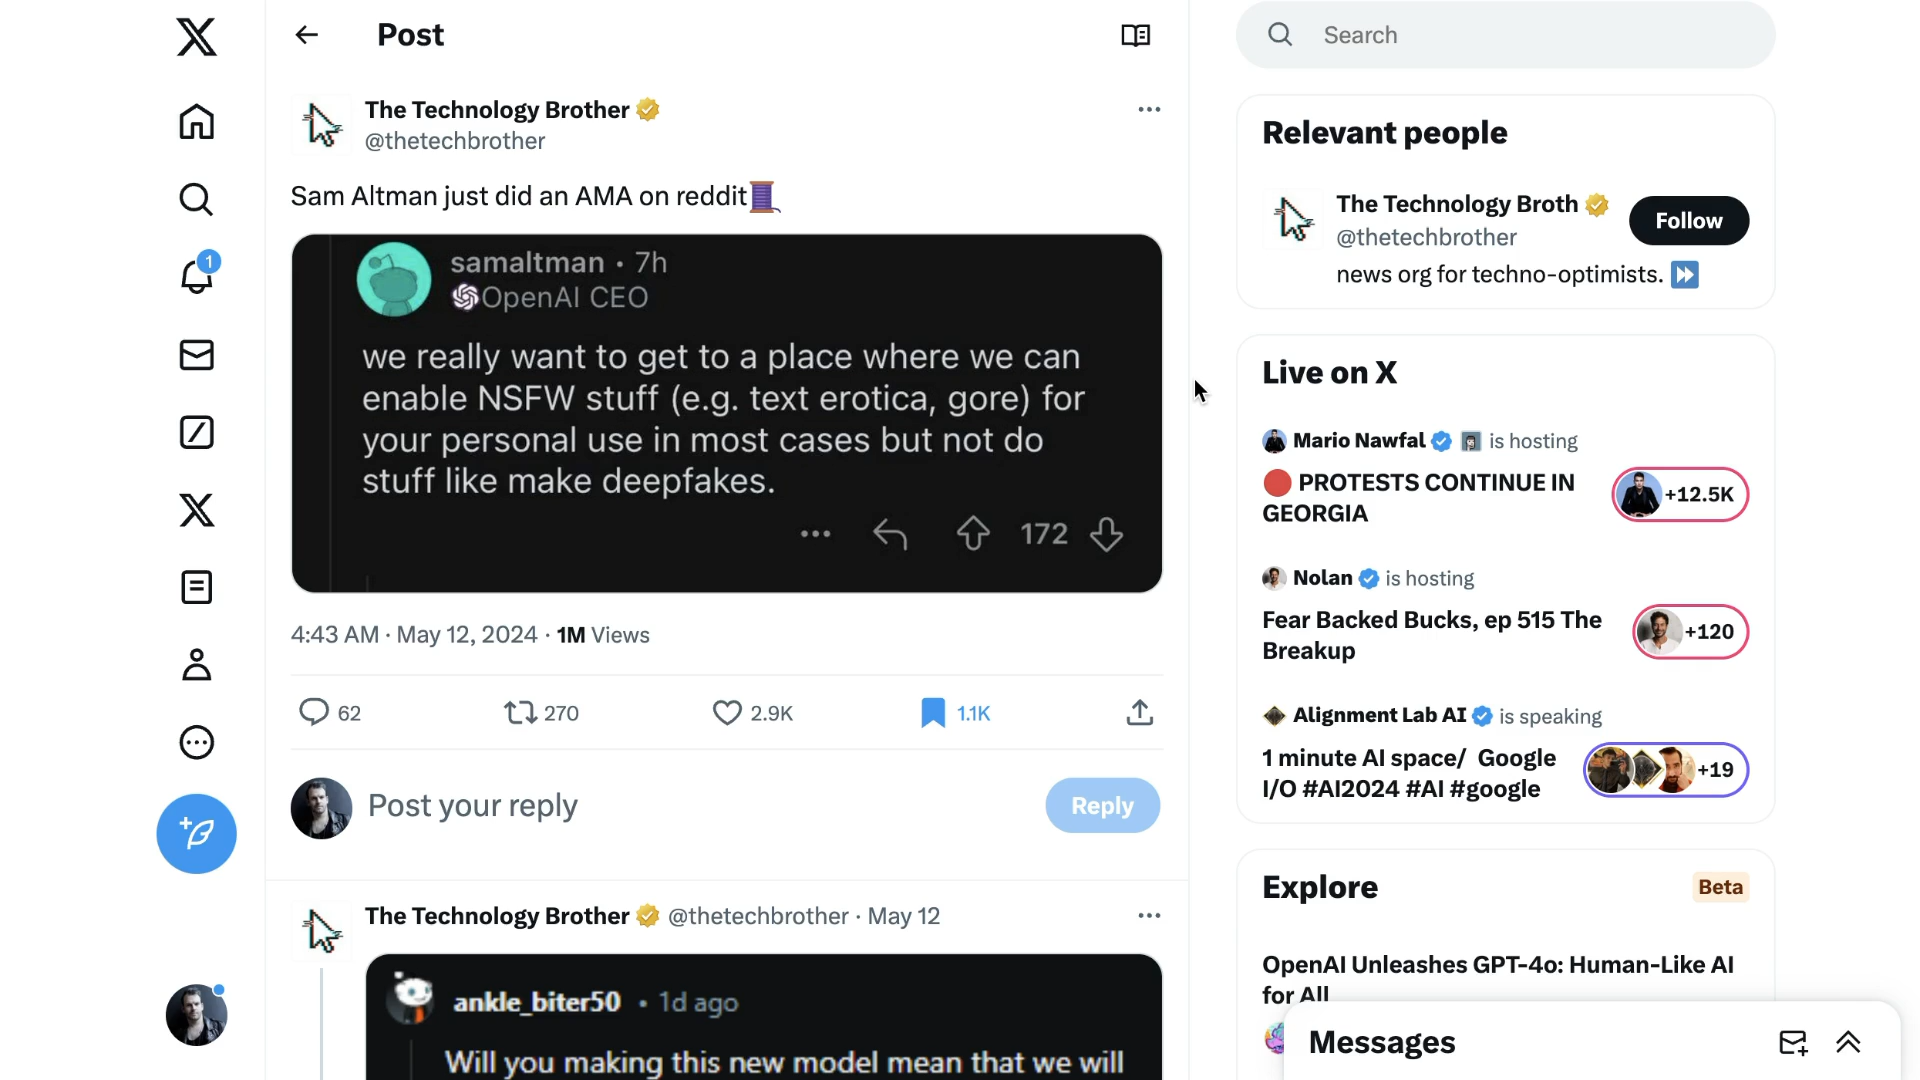 Post
The Technology Brother
@thetechbrother
Sam Altman just did an AMA on reddit
samaltman · 7h
OpenAI CEO
we really want to get to a place where we can
enable NSFW stuff (e.g. text erotica, gore) for
your personal use in most cases but not do
stuff like make deepfakes.
172
4:43 AM · May 12, 2024 · 1M Views
62
270
2.9K
1.1K
Post your reply
Reply
The Technology Brother @thetechbrother · May 12
ankle_biter50 • 1d ago
Will you making this new model mean that we will
1
Search
Relevant people
The Technology Broth
@thetechbrother
Follow
news org for techno-optimists.
Live on X
Mario Nawfal is hosting
PROTESTS CONTINUE IN
GEORGIA
+12.5K
Nolan is hosting
Fear Backed Bucks, ep 515 The
Breakup
+120
Alignment Lab AI is speaking
1 minute AI space/ Google
I/O #AI2024 #AI #google
+19
Explore
Beta
OpenAI Unleashes GPT-4o: Human-Like AI
for All
Messages